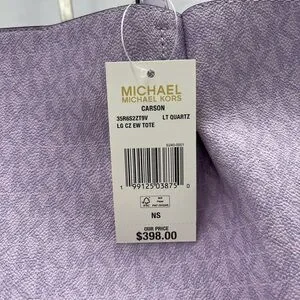 MICHAEL
MICHAEL KORS
CARSON
35R6S2ZT9V LT QUARTZ
LG CZ EW TOTE
1 99125 03875 0
NS
OUR PRICE
$398.00